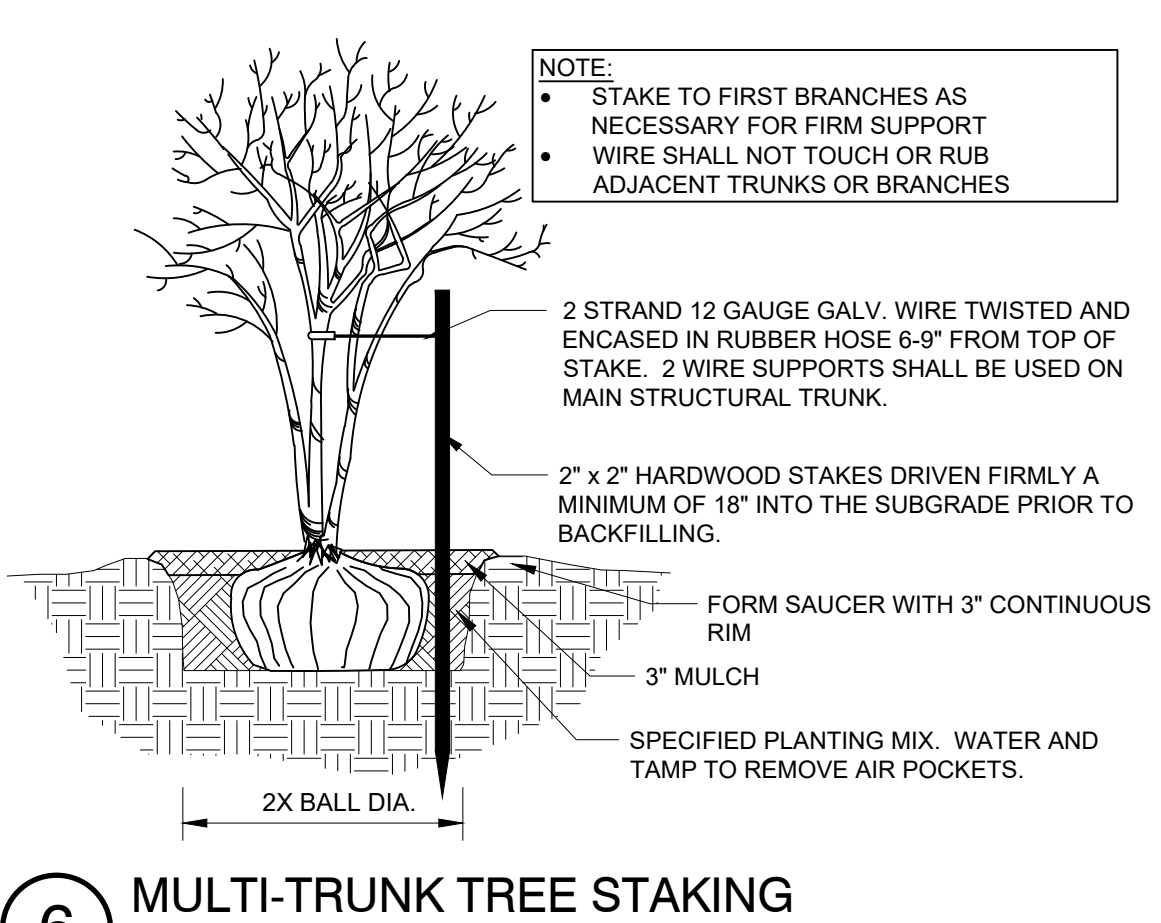 NOTE:
• STAKE TO FIRST BRANCHES AS
NECESSARY FOR FIRM SUPPORT
• WIRE SHALL NOT TOUCH OR RUB
ADJACENT TRUNKS OR BRANCHES
2 STRAND 12 GAUGE GALV. WIRE TWISTED AND
ENCASED IN RUBBER HOSE 6-9" FROM TOP OF
STAKE. 2 WIRE SUPPORTS SHALL BE USED ON
MAIN STRUCTURAL TRUNK.
2" x 2" HARDWOOD STAKES DRIVEN FIRMLY A
MINIMUM OF 18" INTO THE SUBGRADE PRIOR TO
BACKFILLING.
FORM SAUCER WITH 3" CONTINUOUS
RIM
3" MULCH
SPECIFIED PLANTING MIX. WATER AND
TAMP TO REMOVE AIR POCKETS.
2X BALL DIA.
6 MULTI-TRUNK TREE STAKING